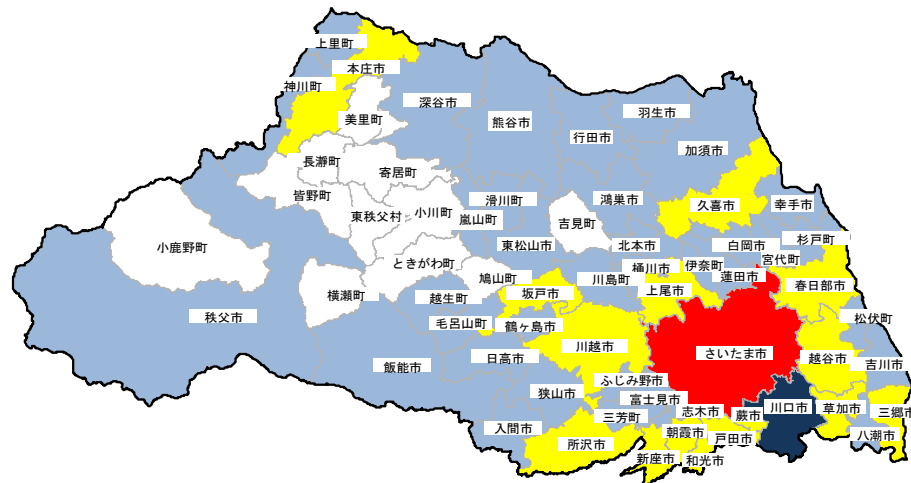 上里町
本庄市
神川町
美里町
深谷市
熊谷市
行田市
羽生市
加須市
長瀞町
寄居町
皆野町
東秩父村
小川町
嵐山町
滑川町
吉見町
鴻巣市
久喜市
幸手市
小鹿野町
ときがわ町
東松山市
北本市
白岡市
杉戸町
宮代町
鳩山町
川島町
桶川市
伊奈町
蓮田市
横瀬町
越生町
坂戸市
上尾市
春日部市
秩父市
毛呂山町
鶴ヶ島市
松伏町
飯能市
日高市
川越市
さいたま市
越谷市
吉川市
狭山市
ふじみ野市
富士見市
入間市
三芳町
志木市
蕨市
川口市
草加市
三郷市
所沢市
朝霞市
戸田市
八潮市
新座市
和光市